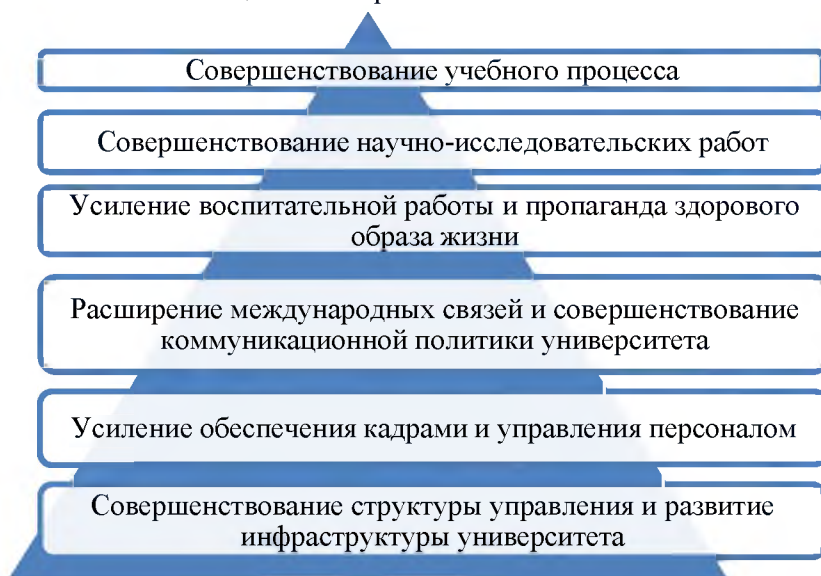 Совершенствование учебного процесса
Совершенствование научно-исследовательских работ
Усиление воспитательной работы и пропаганда здорового
образа жизни
Расширение международных связей и совершенствование
коммуникационной политики университета
Усиление обеспечения кадрами и управления персоналом
Совершенствование структуры управления и развитие
инфраструктуры университета